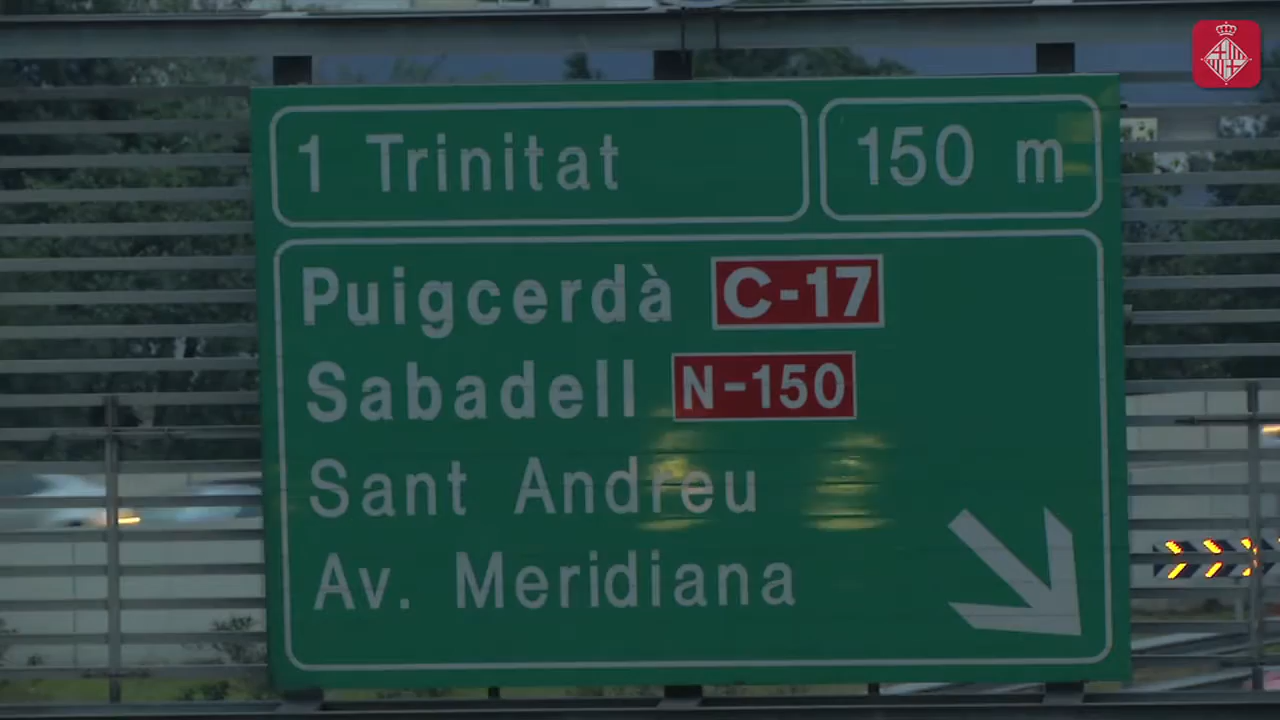 1 Trinitat
150 m
Puigcerdà C-17
Sabadell N-150
Sant Andreu
Av. Meridiana